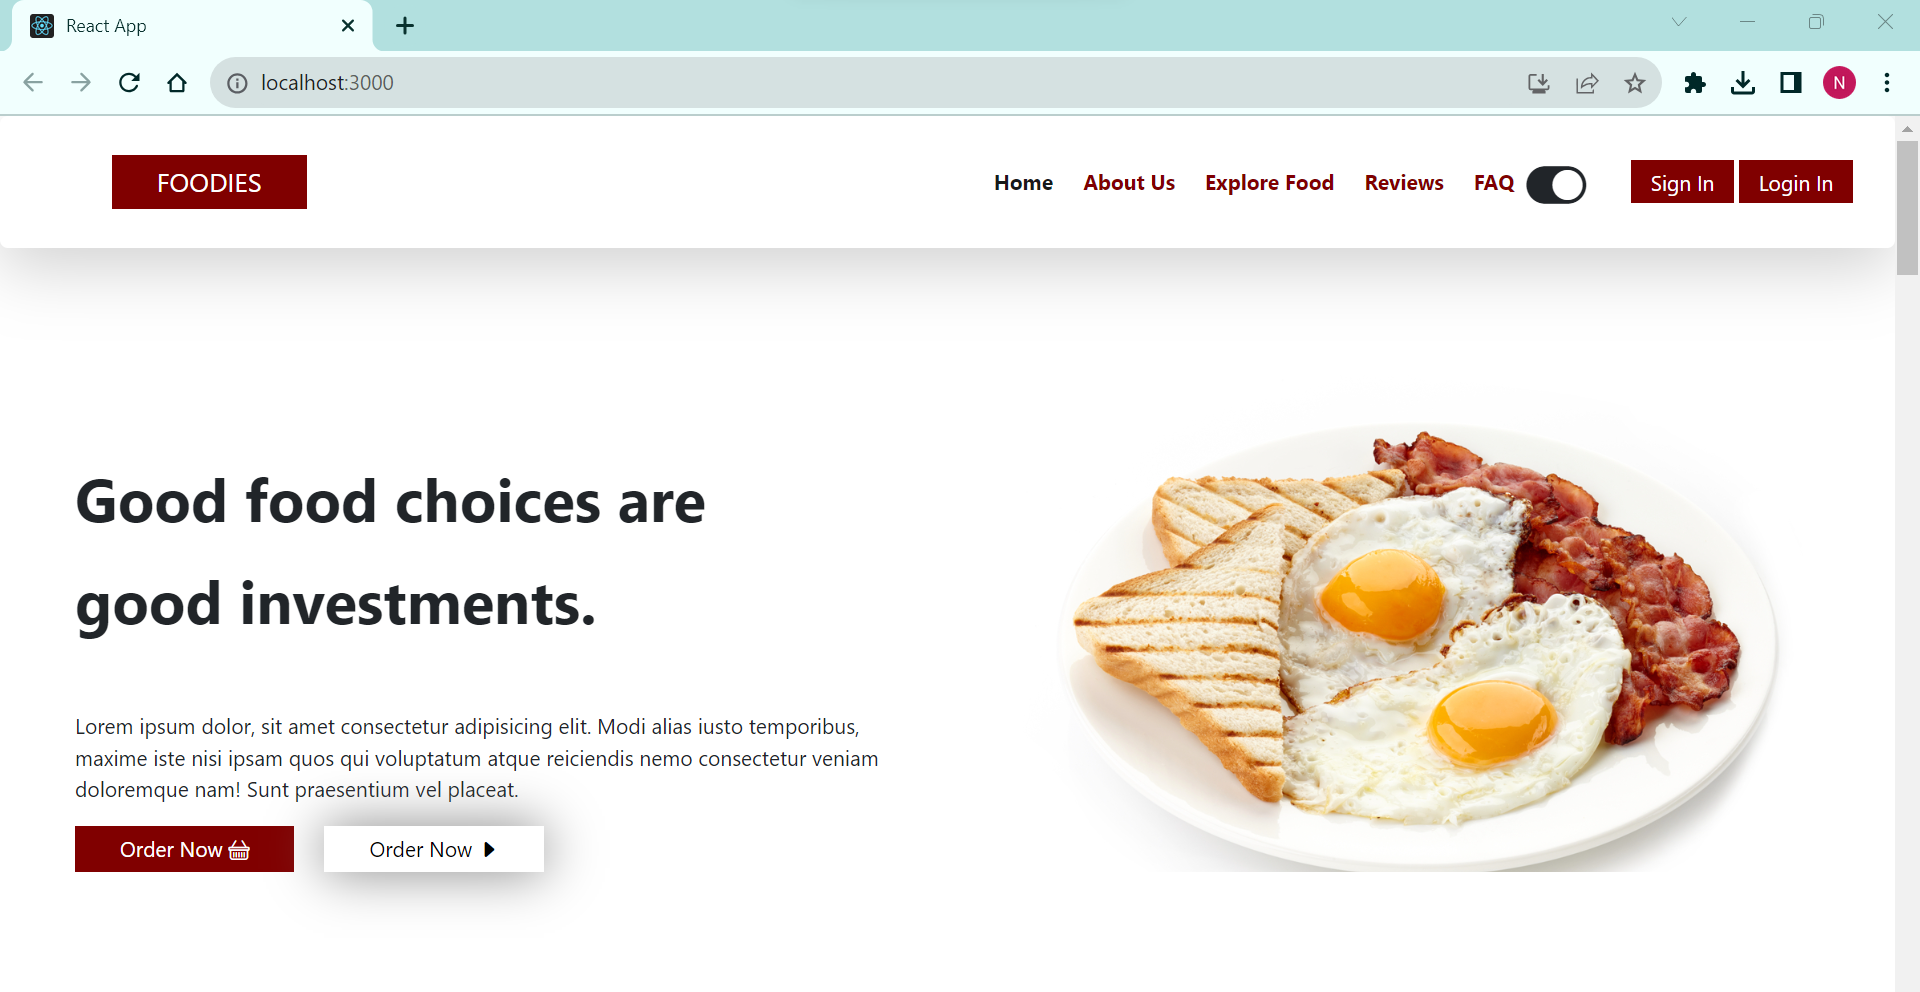 React App
localhost:3000
N
FOODIES
Home About Us Explore Food Reviews FAQ Sign In Login In
Good food choices are
good investments.
Lorem ipsum dolor, sit amet consectetur adipisicing elit. Modi alias iusto temporibus,
maxime iste nisi ipsam quos qui voluptatum atque reiciendis nemo consectetur veniam
doloremque nam! Sunt praesentium vel placeat.
Order Now Order Now